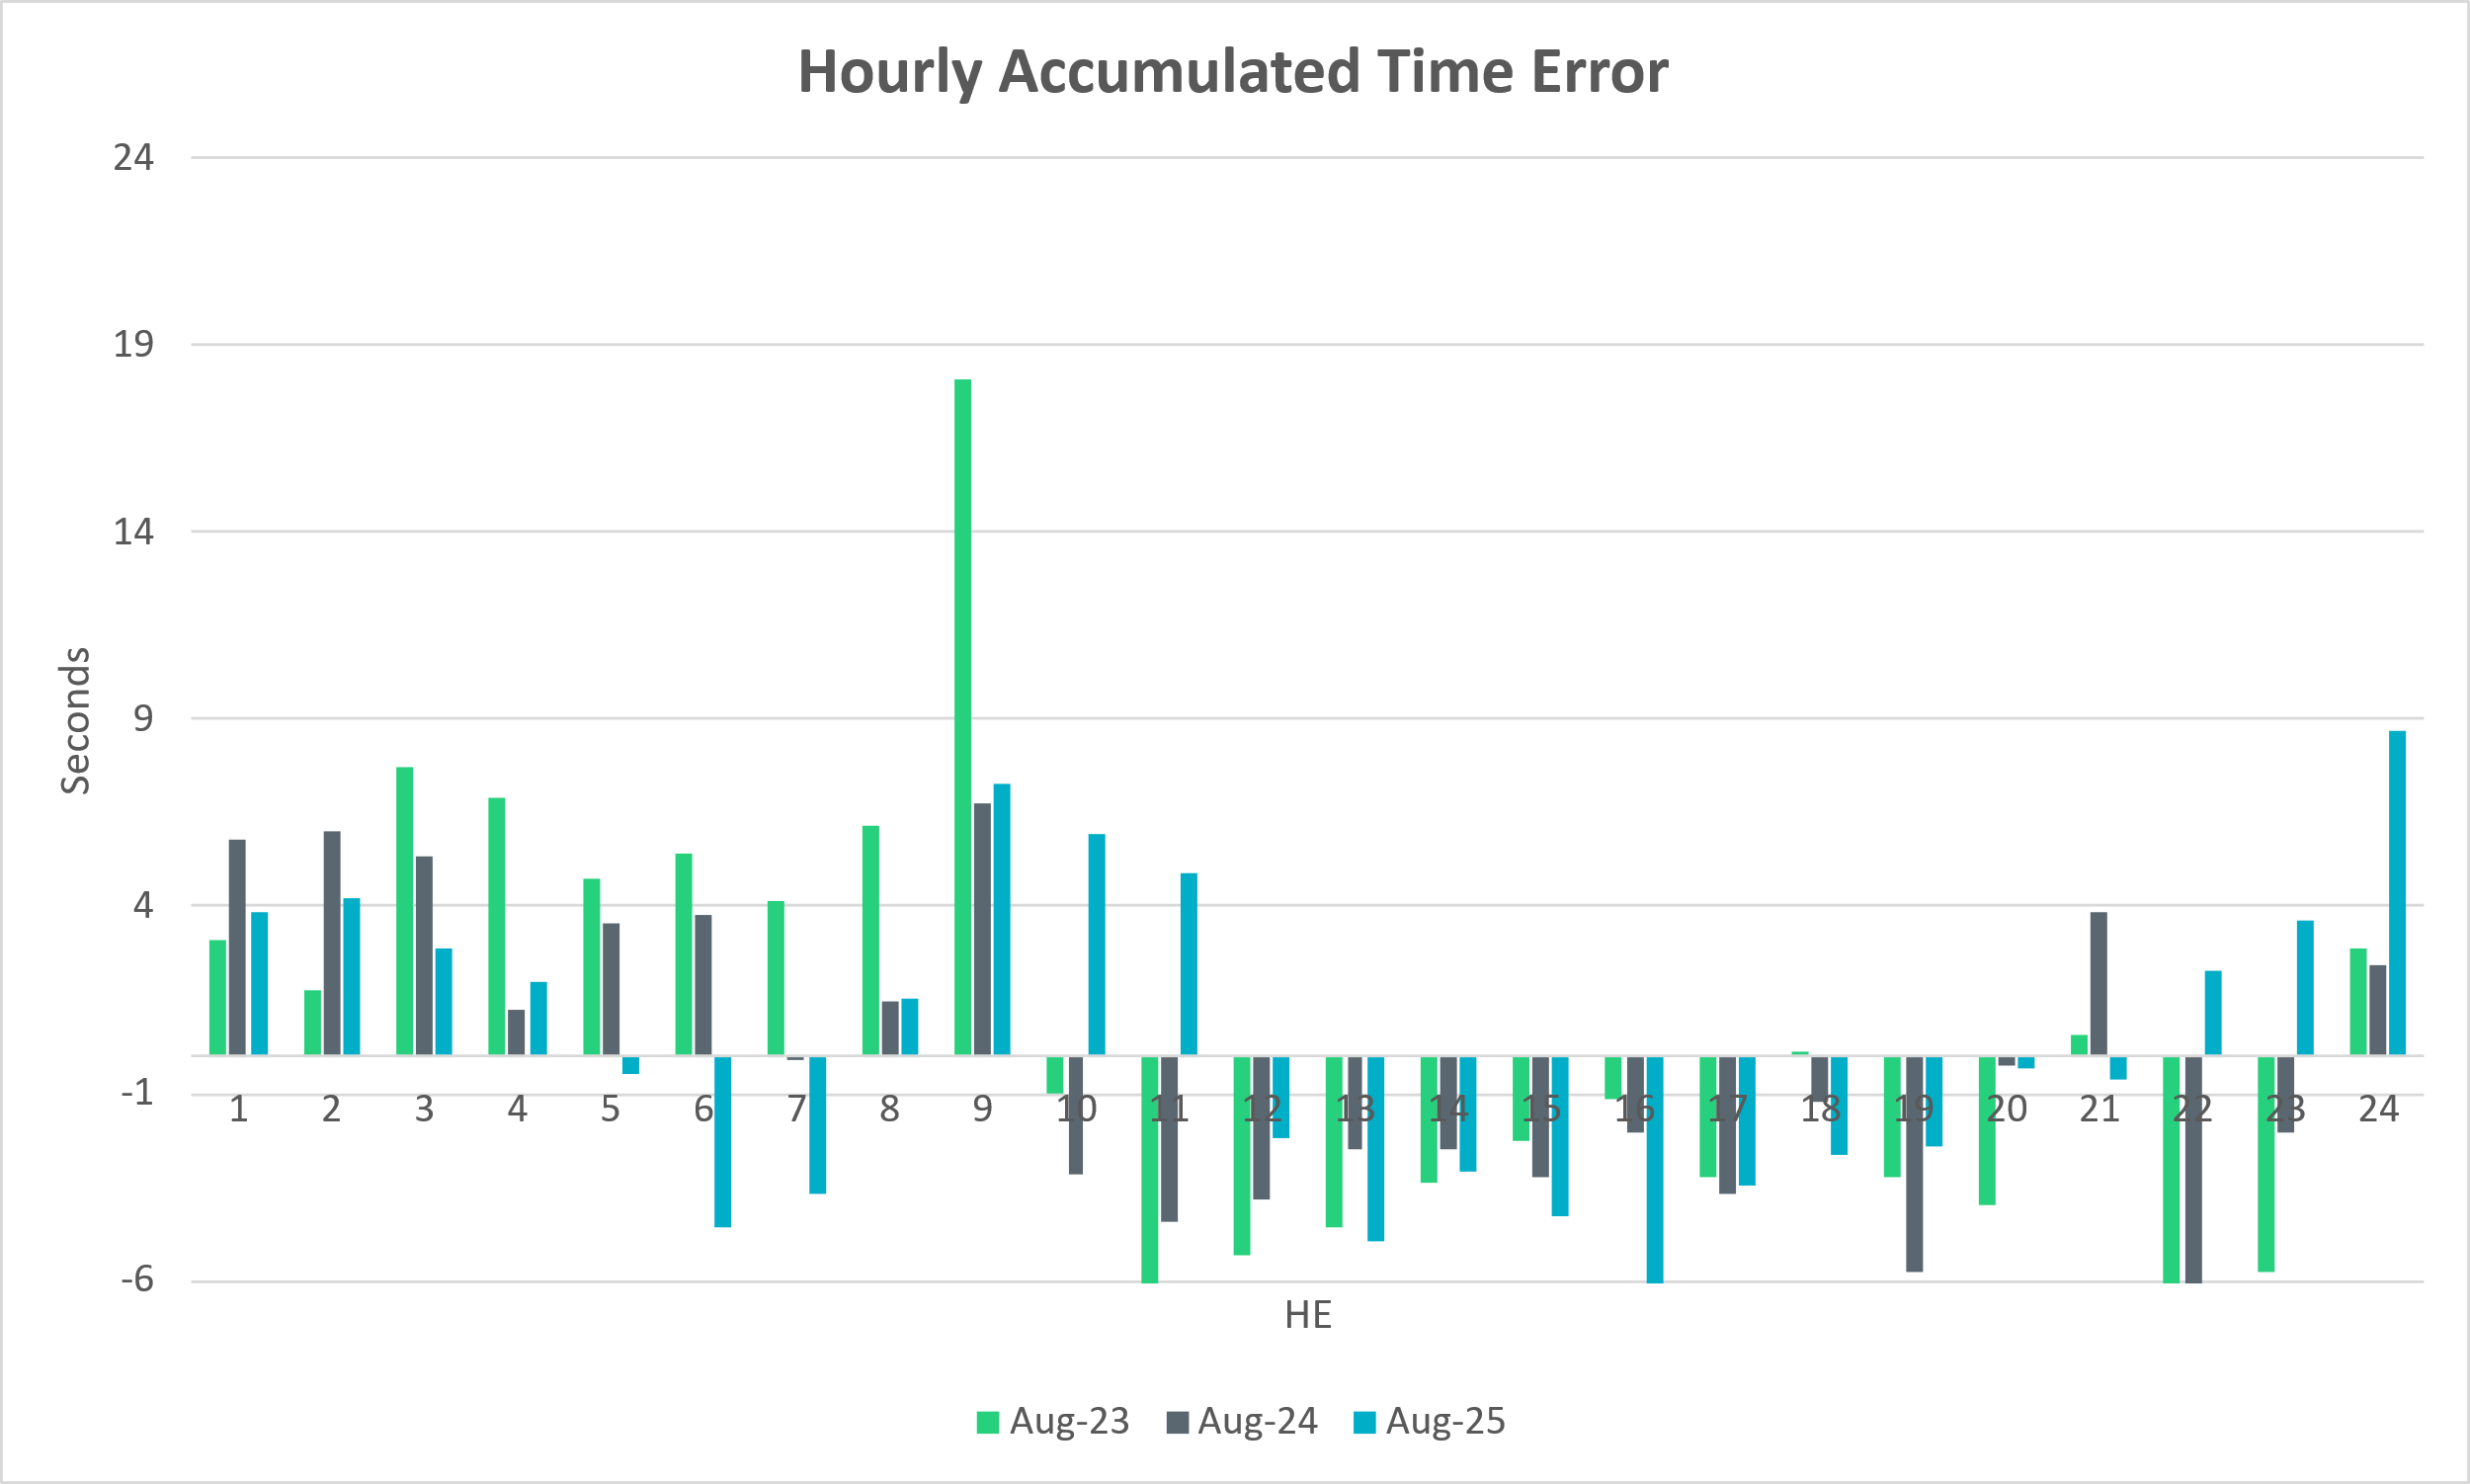 Hourly Accumulated Time Error
24
19
14
9
4
-1
-6
Seconds
1 2 3 4 5 6 7 8 9 10 11 12 13 14 15 16 17 18 19 20 21 22 23 24
HE
Aug-23 Aug-24 Aug-25